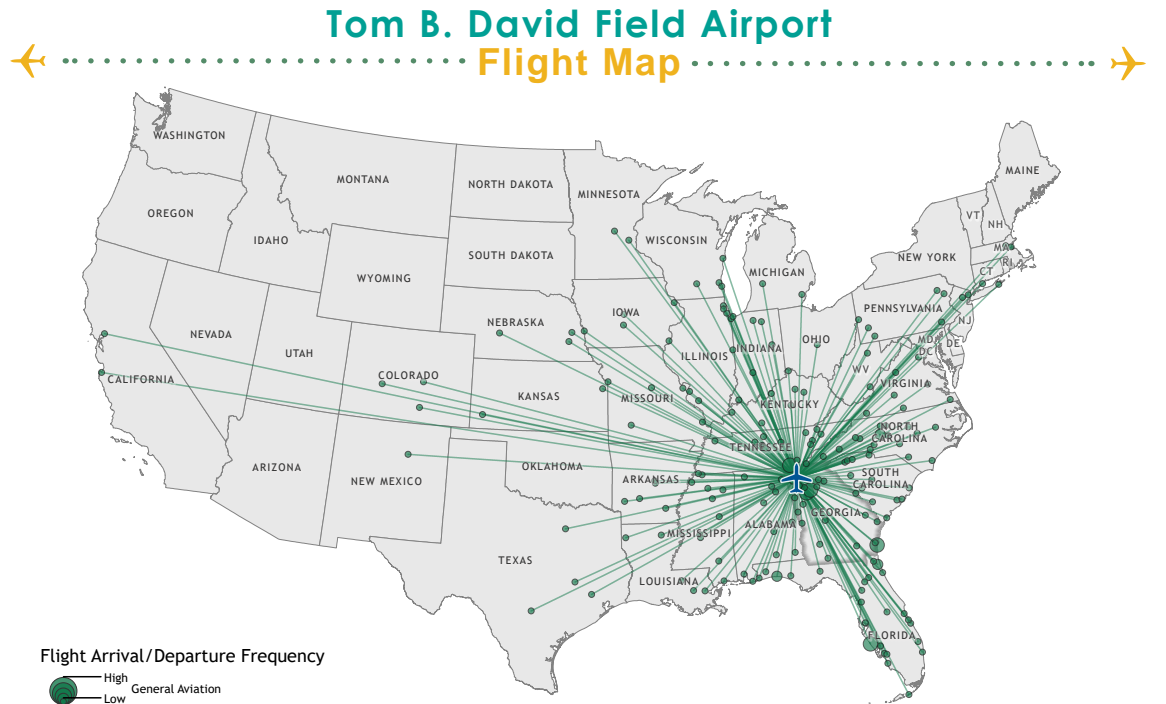 Tom B. David Field Airport
Flight Map
WASHINGTON
MONTANA
NORTH DAKOTA
MINNESOTA
MAINE
OREGON
IDAHO
WISCONSIN
VT
NH
SOUTH DAKOTA
WYOMING
MICHIGAN
NEW YORK
MA
RI
CT
NEBRASKA
IOWA
PENNSYLVANIA
NJ
NEVADA
UTAH
ILLINOIS
INDIANA
OHIO
MD
DE
DC
CALIFORNIA
COLORADO
KANSAS
MISSOURI
WV
VIRGINIA
KENTUCKY
NORTH
CAROLINA
TENNESSEE
ARIZONA
NEW MEXICO
OKLAHOMA
ARKANSAS
SOUTH
CAROLINA
MISSISSIPPI
ALABAMA
GEORGIA
TEXAS
LOUISIANA
FLORIDA
Flight Arrival/Departure Frequency
High
General Aviation
Low